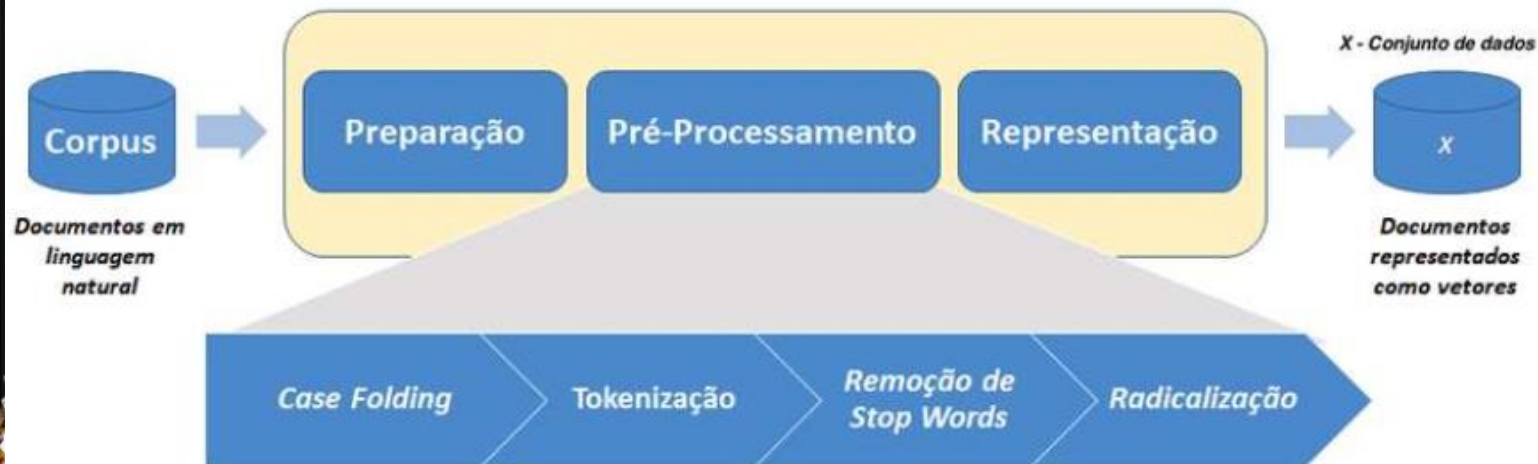 X - Conjunto de dados
Corpus
Preparação
Pré-Processamento
Representação
X
Documentos em
linguagem
natural
Documentos
representados
como vetores
Case Folding
Tokenização
Remoção de
Stop Words
Radicalização